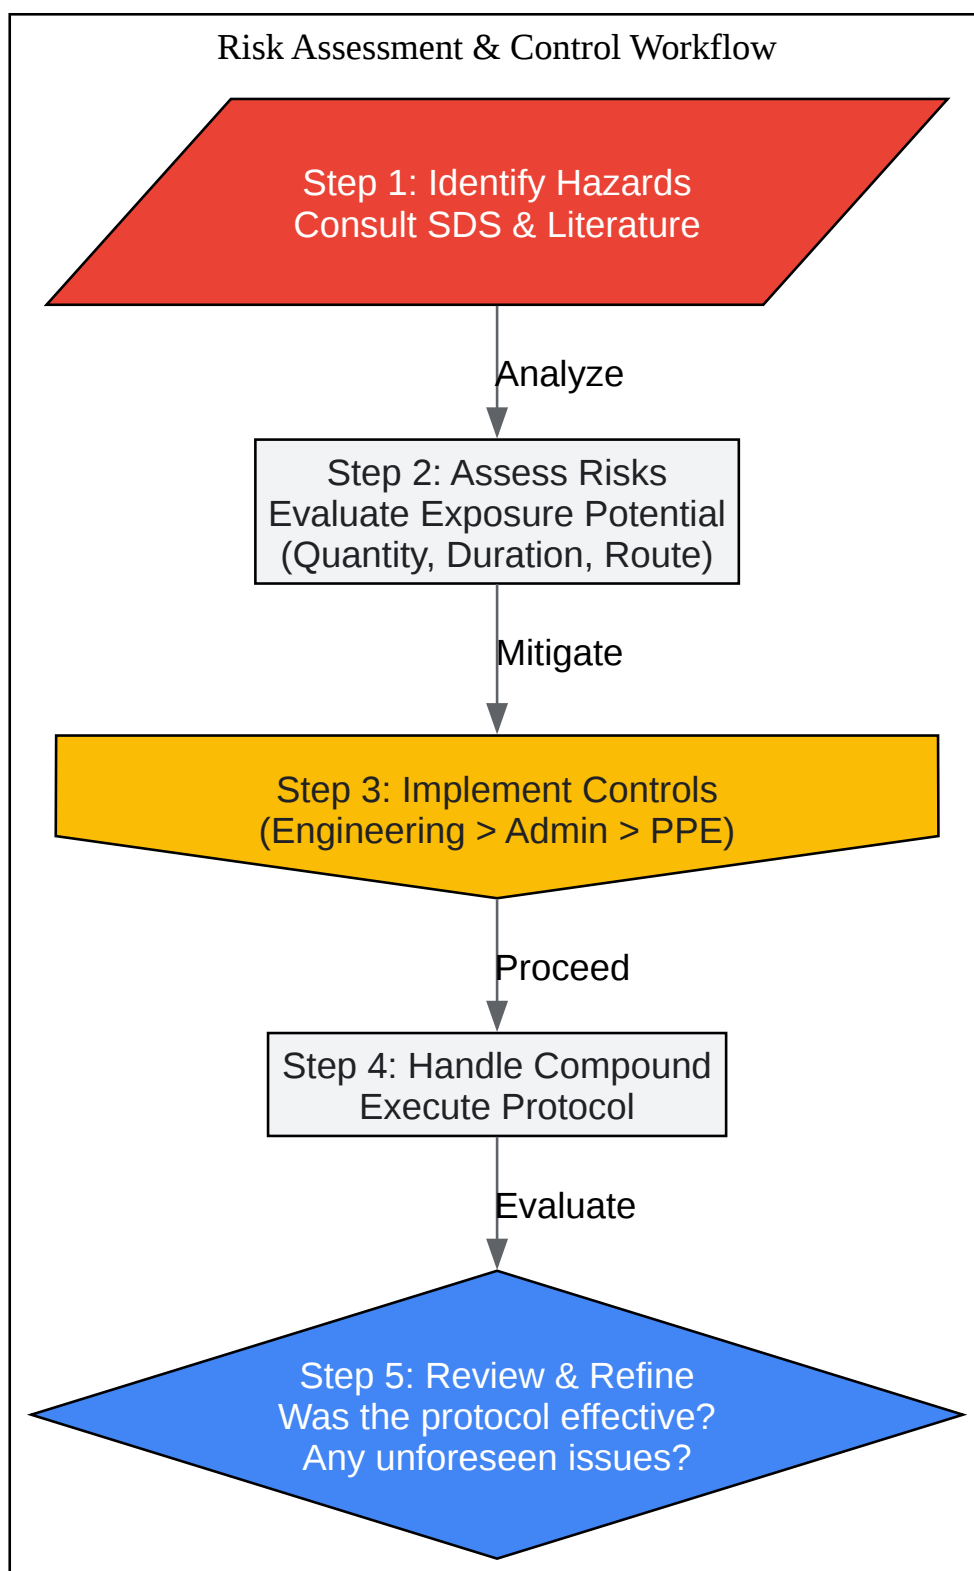 Risk Assessment & Control Workflow
Step 1: Identify Hazards
Consult SDS & Literature
Analyze
Step 2: Assess Risks
Evaluate Exposure Potential
(Quantity, Duration, Route)
Mitigate
Step 3: Implement Controls
(Engineering > Admin > PPE)
Proceed
Step 4: Handle Compound
Execute Protocol
Evaluate
Step 5: Review & Refine
Was the protocol effective?
Any unforeseen issues?